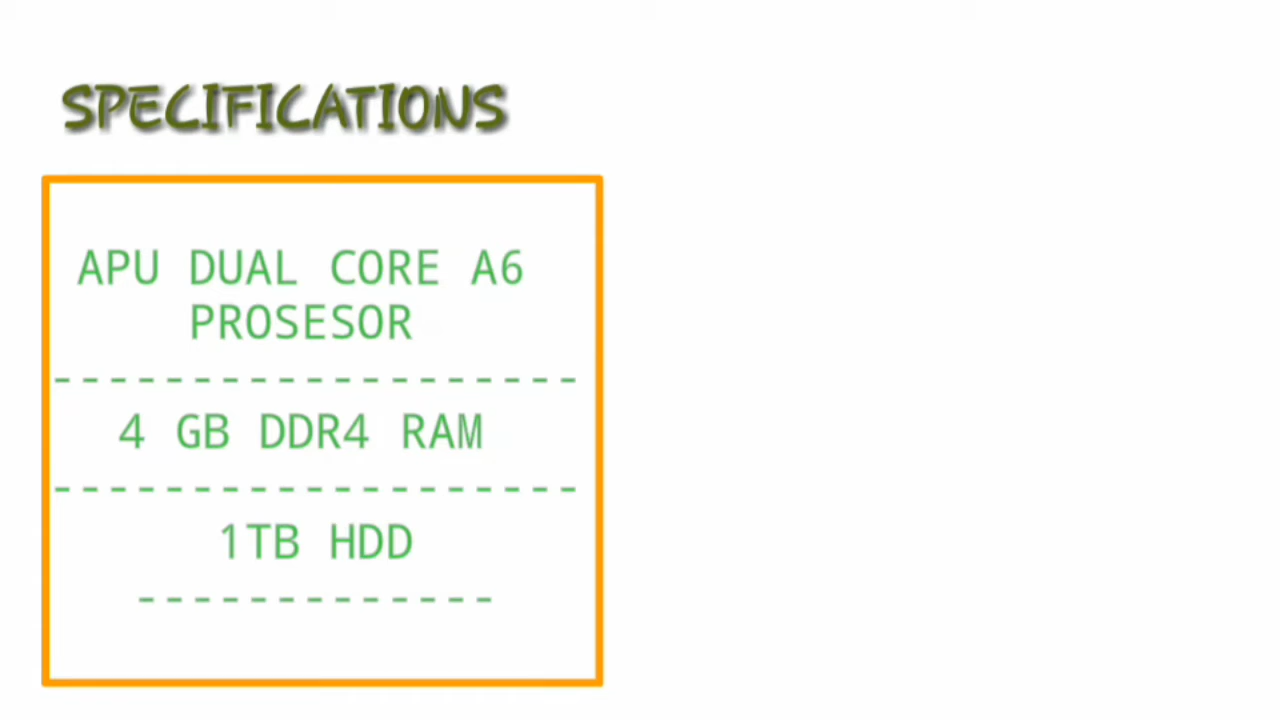 SPECIFICATIONS
APU DUAL CORE A6
PROSESOR
-------------------
4 GB DDR4 RAM
-------------------
1TB HDD
-------------